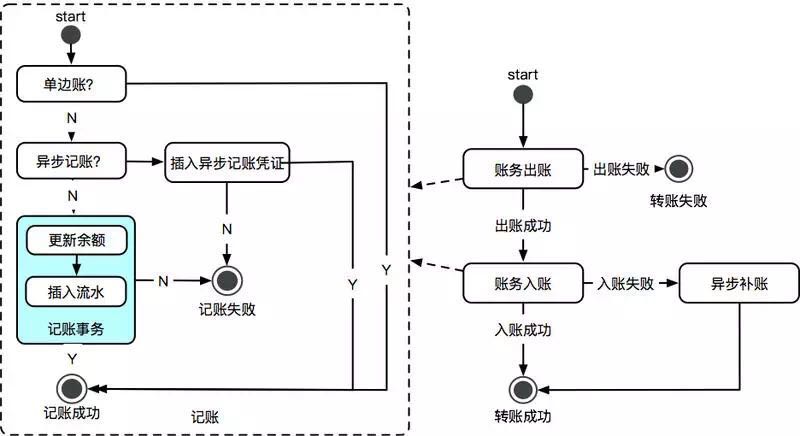 start
单边账?
N
异步记账?
插入异步记账凭证
N
N
更新余额
插入流水
记账事务
N
记账失败
Y
Y
Y
记账成功
记账
start
账务出账
出账失败
转账失败
出账成功
账务入账
入账失败
异步补账
入账成功
转账成功